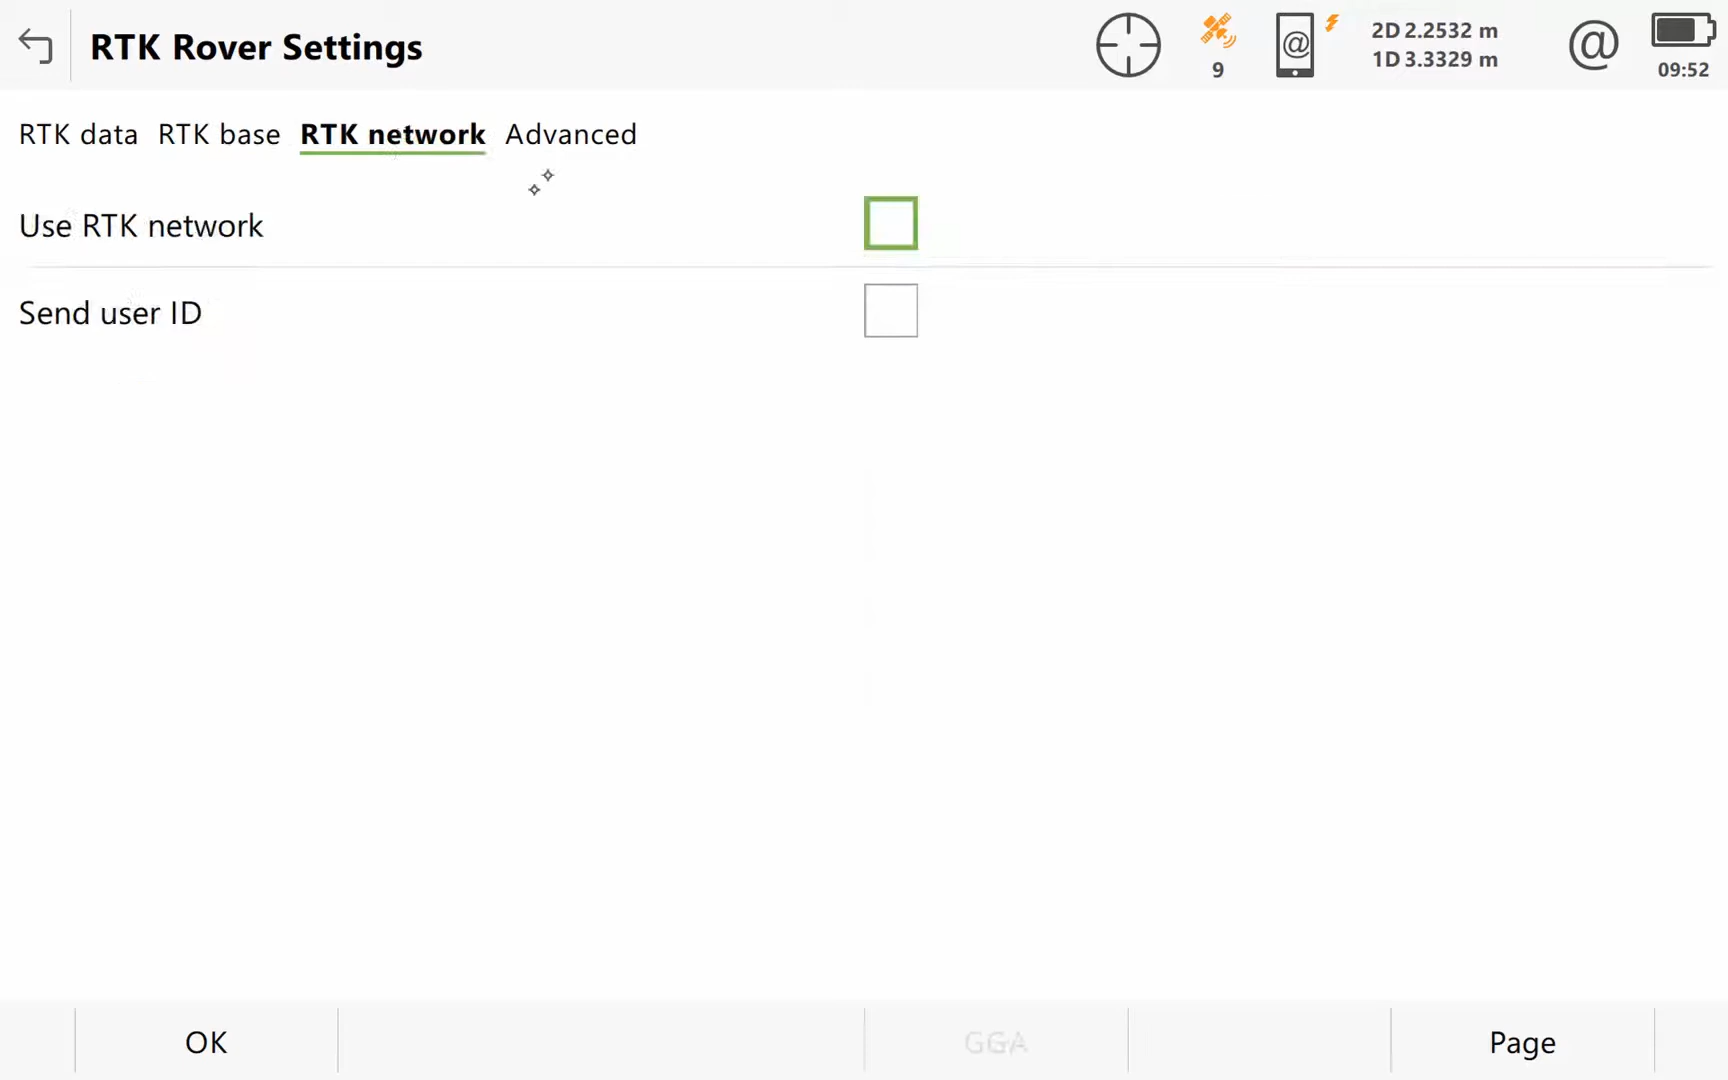 RTK Rover Settings
9
@
2D 2.2532 m
1D 3.3329 m
@
09:52
RTK data RTK base RTK network Advanced
Use RTK network
Send user ID
OK GGA Page